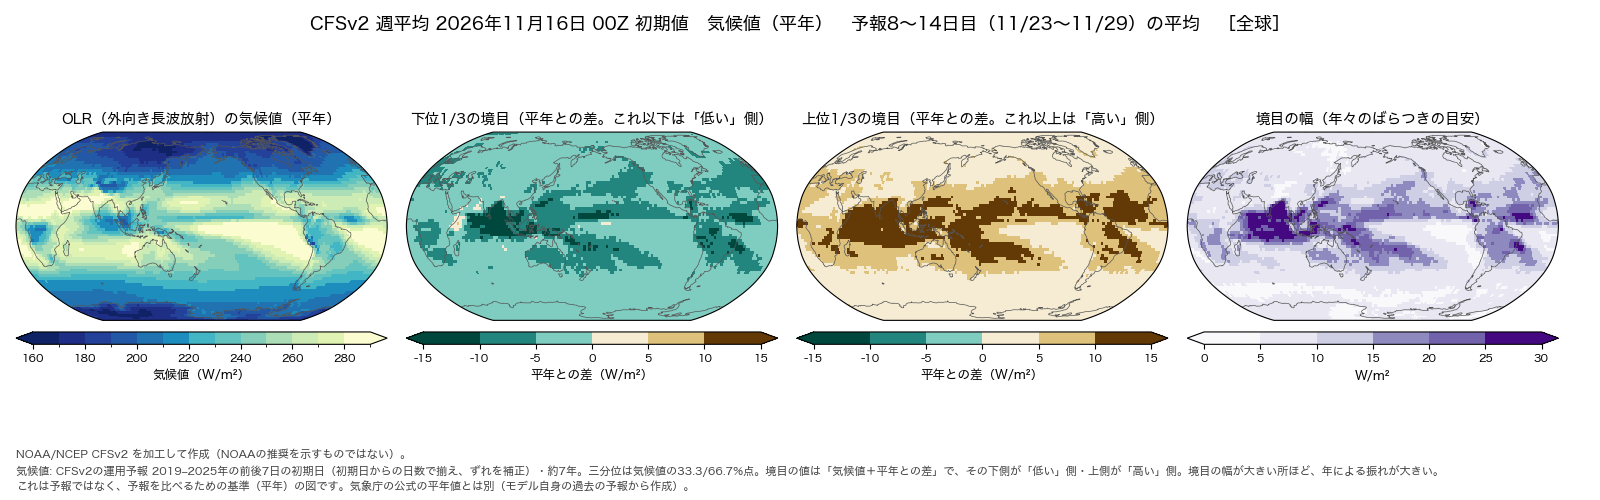 CFSv2 週平均 2026年11月16日 00Z 初期値　気候値（平年）　予報8～14日目（11/23～11/29）の平均　［全球］
OLR（外向き長波放射）の気候値（平年）
下位1/3の境目（平年との差。これ以下は「低い」側）
上位1/3の境目（平年との差。これ以上は「高い」側）
境目の幅（年々のばらつきの目安）
160 180 200 220 240 260 280
-15 -10 -5 0 5 10 15
-15 -10 -5 0 5 10 15
0 5 10 15 20 25 30
気候値（W/m²）
平年との差（W/m²）
平年との差（W/m²）
W/m²
NOAA/NCEP CFSv2 を加工して作成（NOAAの推奨を示すものではない）。
気候値: CFSv2の運用予報 2019–2025年の前後7日の初期日（初期日からの日数で揃え、ずれを補正）・約7年。三分位は気候値の33.3/66.7%点。境目の値は「気候値＋平年との差」で、その下側が「低い」側・上側が「高い」側。境目の幅が大きい所ほど、年による振れが大きい。
これは予報ではなく、予報を比べるための基準（平年）の図です。気象庁の公式の平年値とは別（モデル自身の過去の予報から作成）。